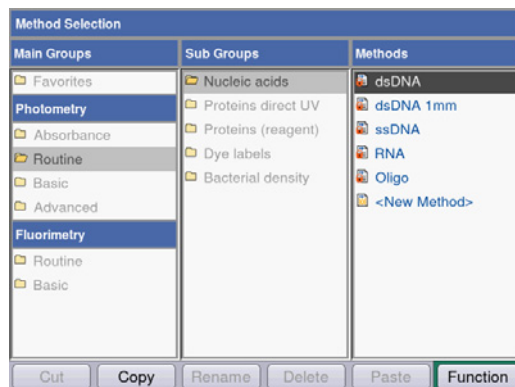 Method Selection
Main Groups
Favorites
Photometry
Absorbance
Routine
Basic
Advanced
Fluorimetry
Routine
Basic
Sub Groups
Nucleic acids
Proteins direct UV
Proteins (reagent)
Dye labels
Bacterial density
Methods
dsDNA
dsDNA 1mm
ssDNA
RNA
Oligo
<New Method>
Cut
Copy
Rename
Delete
Paste
Function